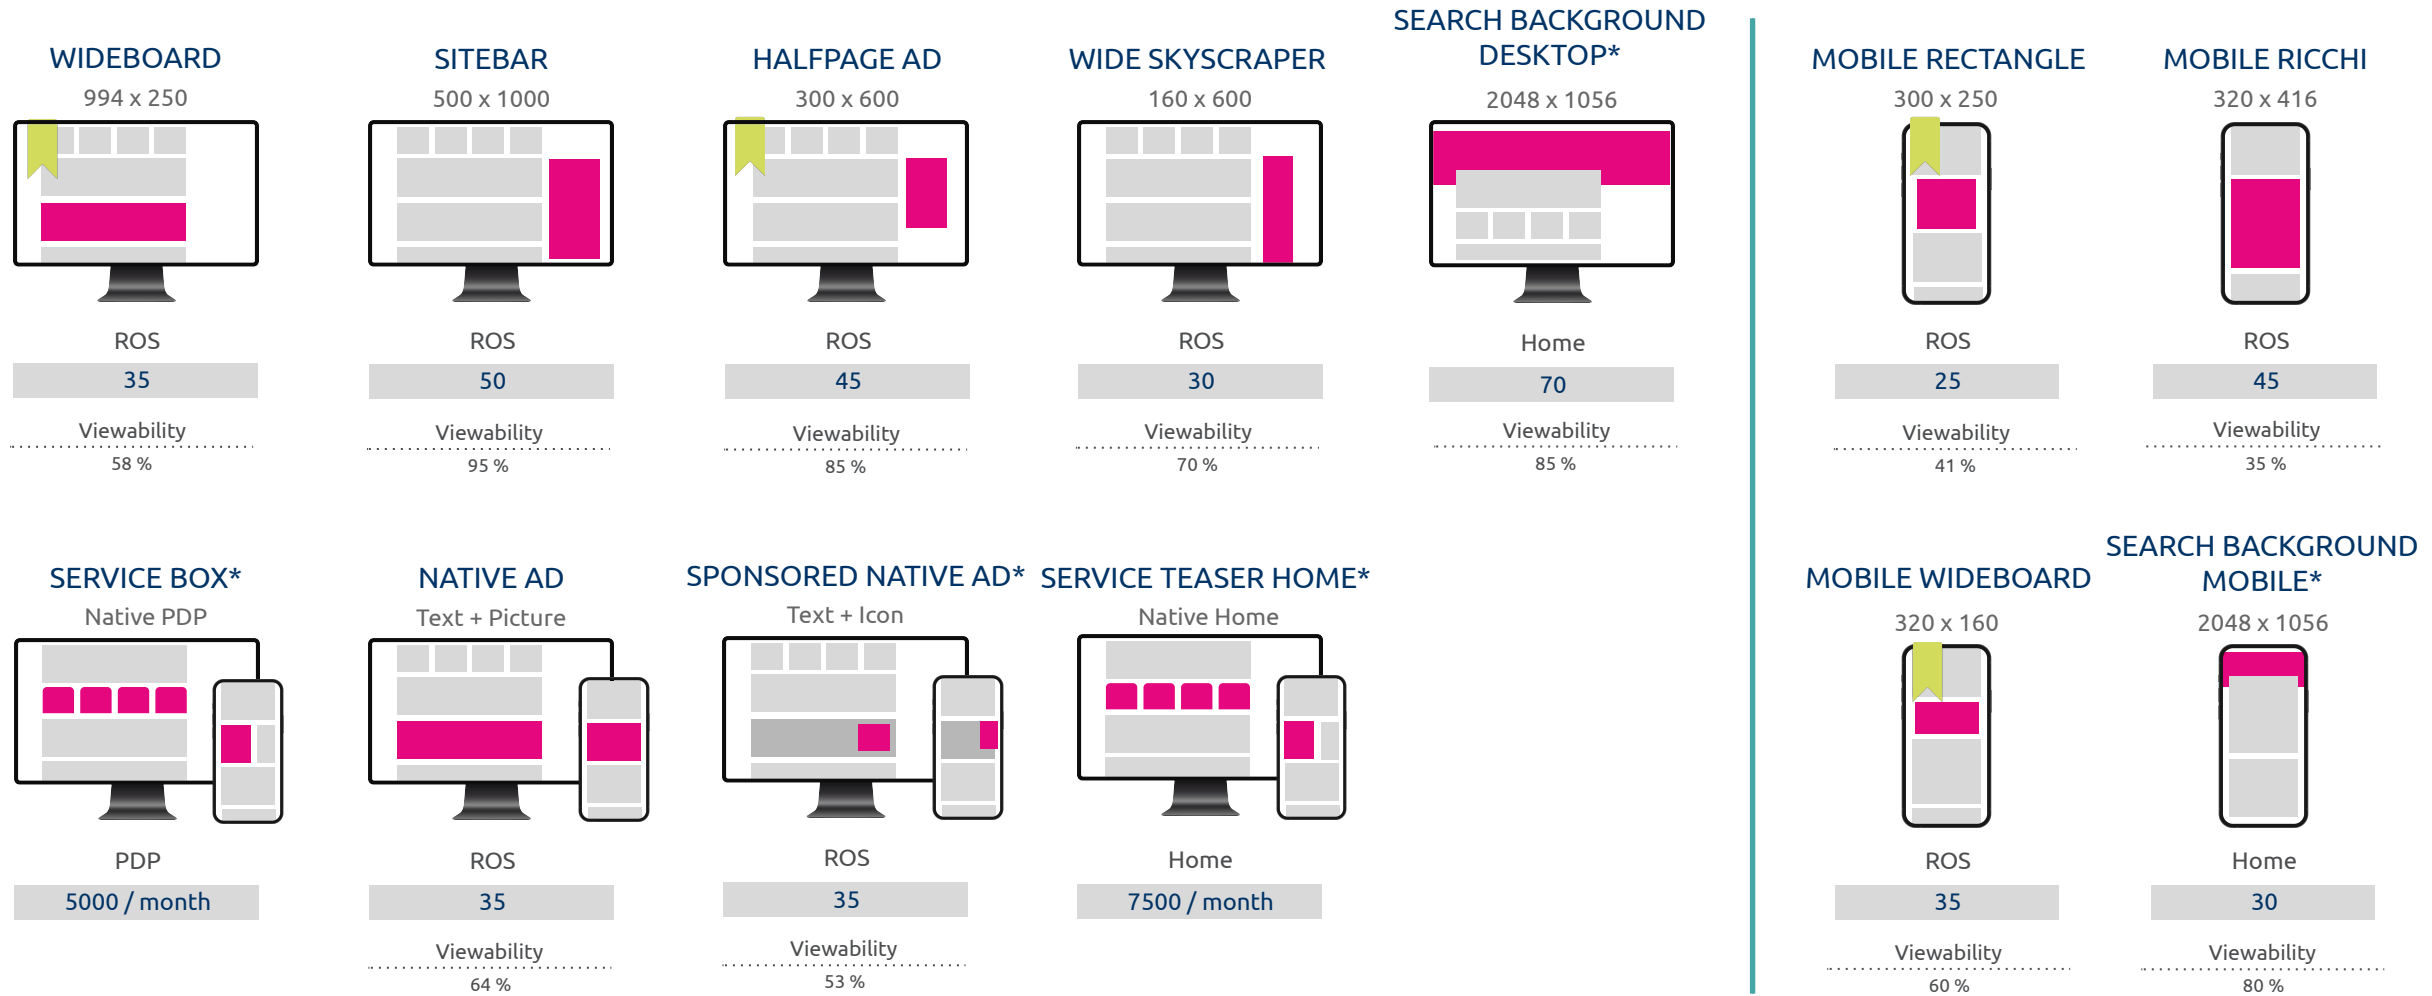 WIDEBOARD
994 x 250
ROS
35
Viewability
58 %
SITEBAR
500 x 1000
ROS
50
Viewability
95 %
HALFPAGE AD
300 x 600
ROS
45
Viewability
85 %
WIDE SKYSCRAPER
160 x 600
ROS
30
Viewability
70 %
SEARCH BACKGROUND
DESKTOP*
2048 x 1056
Home
70
Viewability
85 %
MOBILE RECTANGLE
300 x 250
ROS
25
Viewability
41 %
MOBILE RICCHI
320 x 416
ROS
45
Viewability
35 %
SERVICE BOX*
Native PDP
PDP
5000 / month
NATIVE AD
Text + Picture
ROS
35
Viewability
64 %
SPONSORED NATIVE AD*
Text + Icon
ROS
35
Viewability
53 %
SERVICE TEASER HOME*
Native Home
Home
7500 / month
MOBILE WIDEBOARD
320 x 160
ROS
35
Viewability
60 %
SEARCH BACKGROUND
MOBILE*
2048 x 1056
Home
30
Viewability
80 %